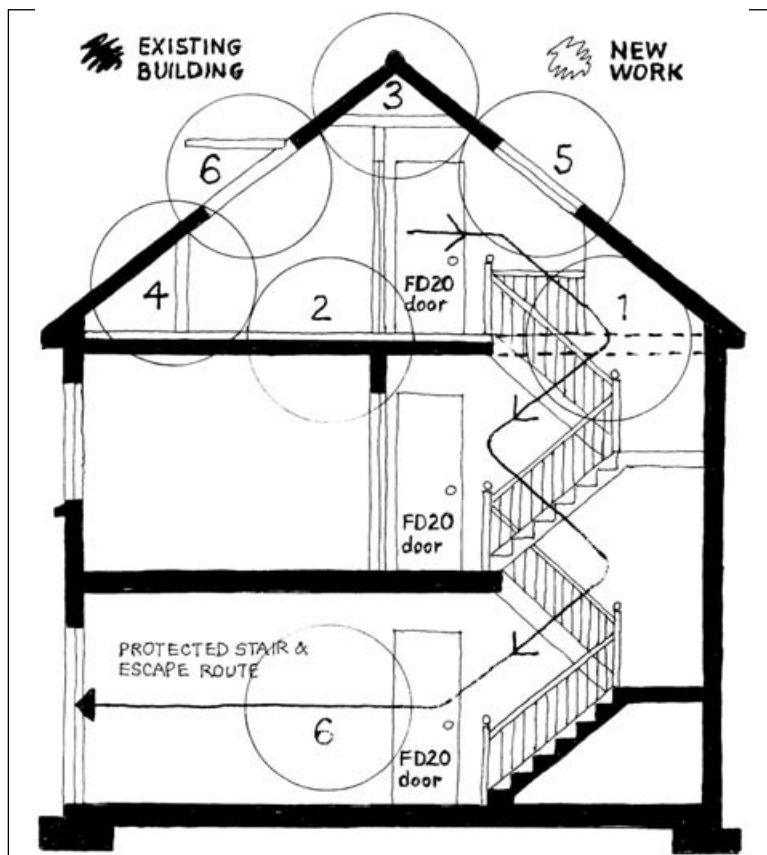 EXISTING
BUILDING
NEW
WORK
3
6
5
4
2
1
FD20
door
FD20
door
PROTECTED STAIR &
ESCAPE ROUTE
6
FD20
door